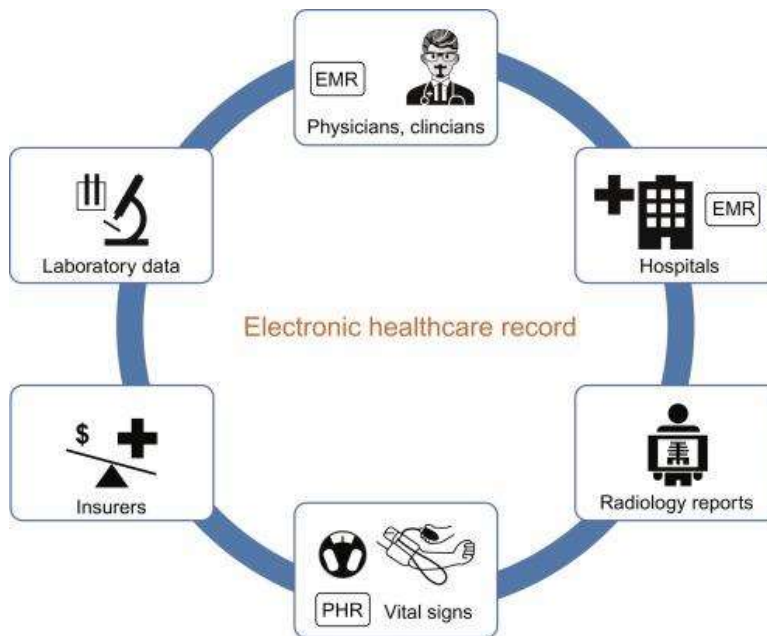 EMR
Physicians, clincians
EMR
Hospitals
Laboratory data
Electronic healthcare record
$
Insurers
Radiology reports
PHR
Vital signs